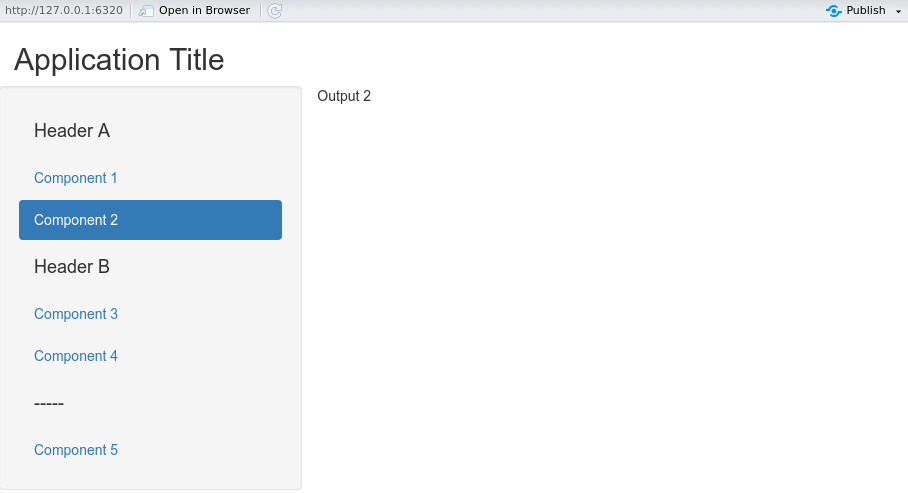 http://127.0.0.1:6320 Open in Browser Publish
Application Title
Header A
Component 1
Component 2
Header B
Component 3
Component 4
-----
Component 5
Output 2